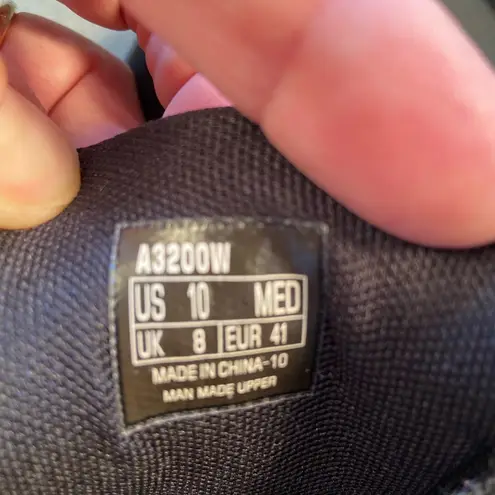 A3200W
US 10 MED
UK 8 EUR 41
MADE IN CHINA-10
MAN MADE UPPER